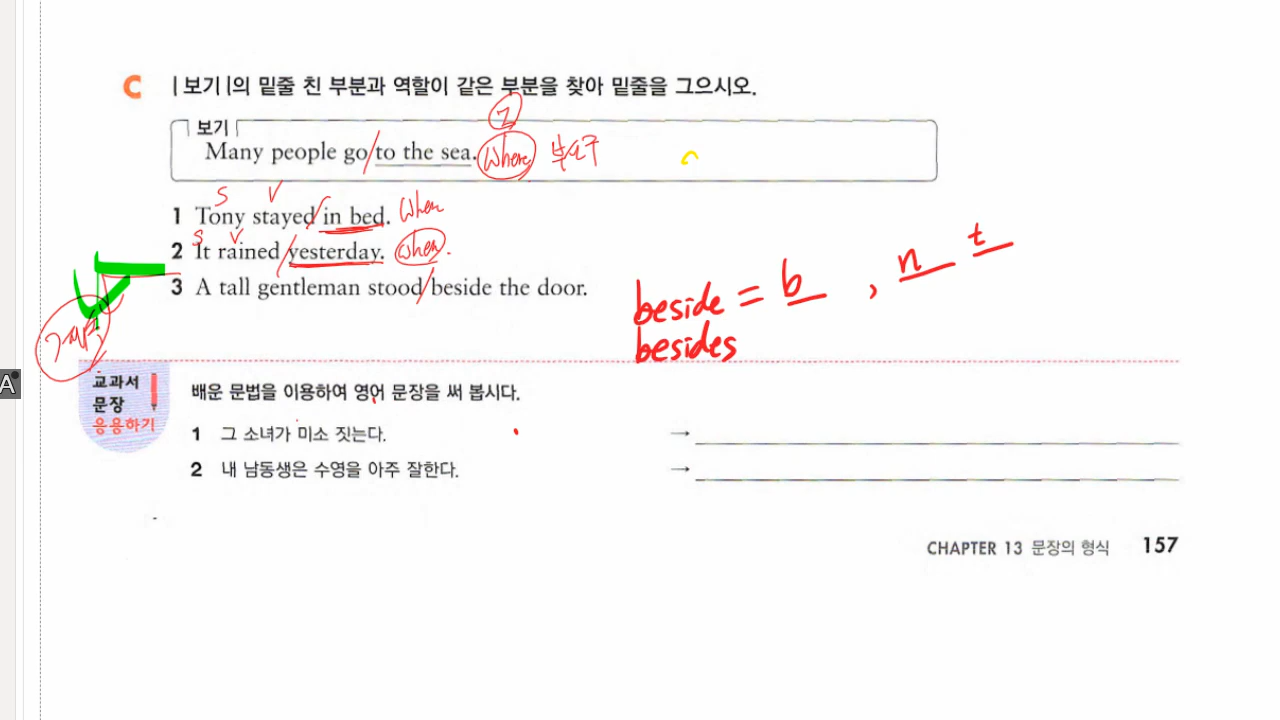 C |보기|의 밑줄 친 부분과 역할이 같은 부분을 찾아 밑줄을 그으시오.
보기
Many people go / to the sea. where 부사구
S V
1 Tony stayed / in bed. where
S V
2 It rained / yesterday. when.
3 A tall gentleman stood / beside the door.
beside = b , n t
besides
교과서
문장
응용하기
배운 문법을 이용하여 영어 문장을 써 봅시다.
1 그 소녀가 미소 짓는다. →
2 내 남동생은 수영을 아주 잘한다. →
CHAPTER 13 문장의 형식 157
A